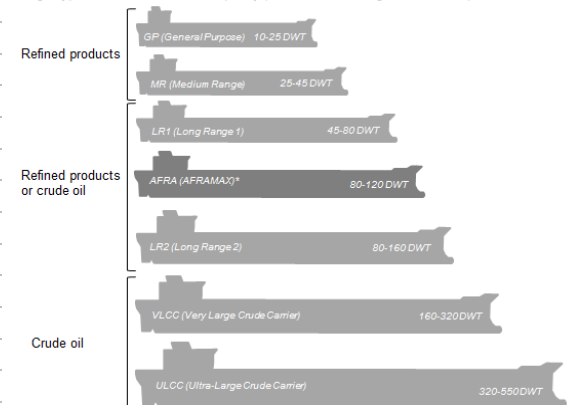 GP (General Purpose) 10-25 DWT
Refined products
MR (Medium Range) 25-45 DWT
LR1 (Long Range 1) 45-80 DWT
Refined products
or crude oil
AFRA (AFRAMAX)* 80-120 DWT
LR2 (Long Range 2) 80-160 DWT
VLCC (Very Large Crude Carrier) 160-320 DWT
Crude oil
ULCC (Ultra-Large Crude Carrier) 320-550 DWT